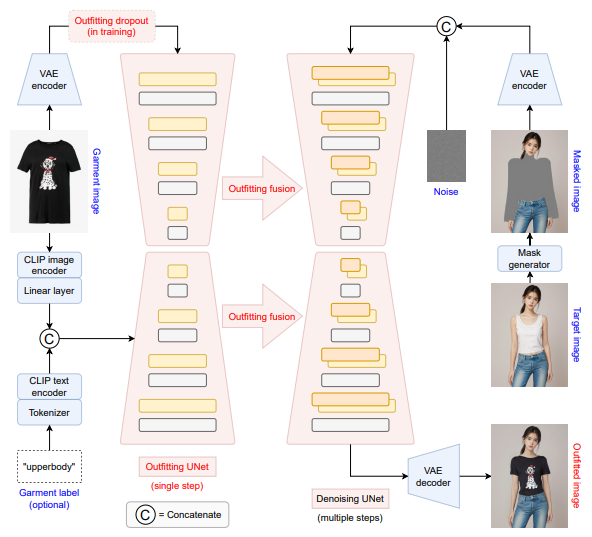 Outfitting dropout
(in training)
C
VAE
encoder
VAE
encoder
Garment image
Outfitting fusion
Noise
Masked image
CLIP image
encoder
Linear layer
Mask
generator
C
Outfitting fusion
Target image
CLIP text
encoder
Tokenizer
"upperbody"
Garment label
(optional)
Outfitting UNet
(single step)
C = Concatenate
Denoising UNet
(multiple steps)
VAE
decoder
Outfitted image